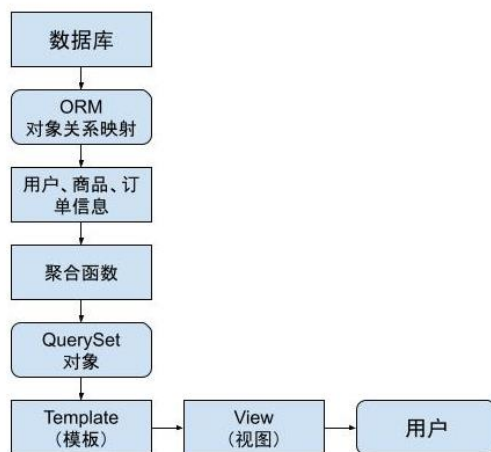 数据库
ORM
对象关系映射
用户、商品、订
单信息
聚合函数
QuerySet
对象
Template
（模板）
View
（视图）
用户